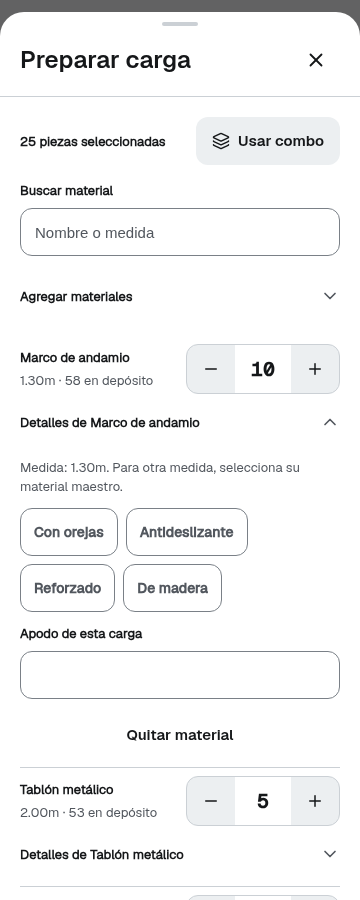 Preparar carga
25 piezas seleccionadas
Usar combo
Buscar material
Nombre o medida
Agregar materiales
Marco de andamio
1.30m · 58 en depósito
10
Detalles de Marco de andamio
Medida: 1.30m. Para otra medida, selecciona su
material maestro.
Con orejas
Antideslizante
Reforzado
De madera
Apodo de esta carga
Quitar material
Tablón metálico
2.00m · 53 en depósito
5
Detalles de Tablón metálico